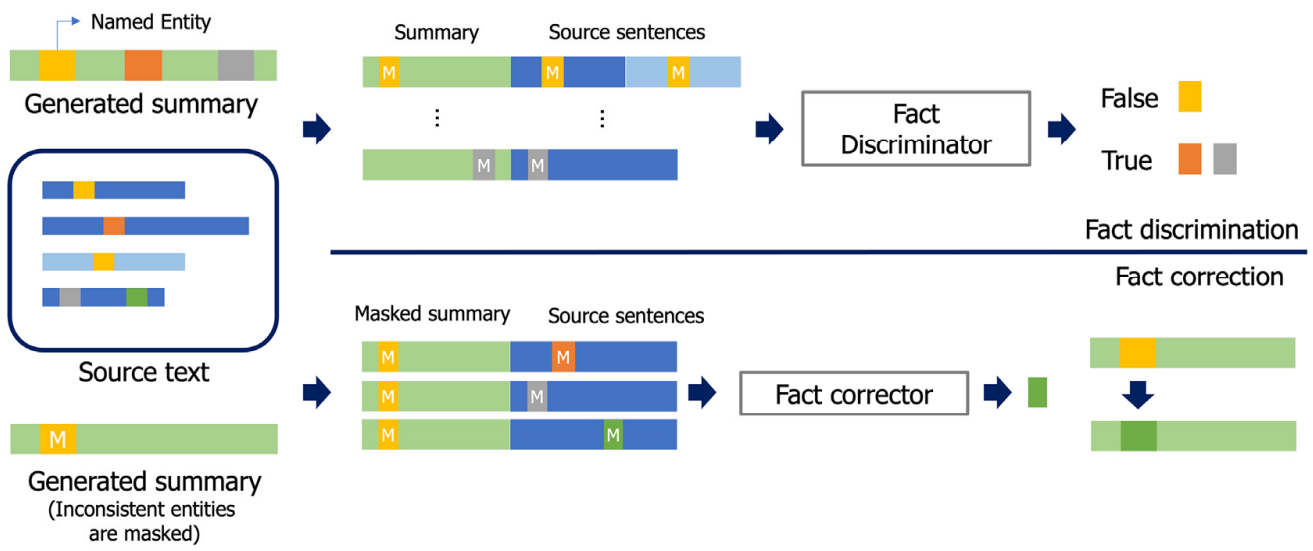 Named Entity
Generated summary
Source text
M
Generated summary
(Inconsistent entities
are masked)
Summary Source sentences
M M M
⋮ ⋮
M M
Fact
Discriminator
False
True
Fact discrimination
Fact correction
Masked summary Source sentences
M M
M M
M M
Fact corrector